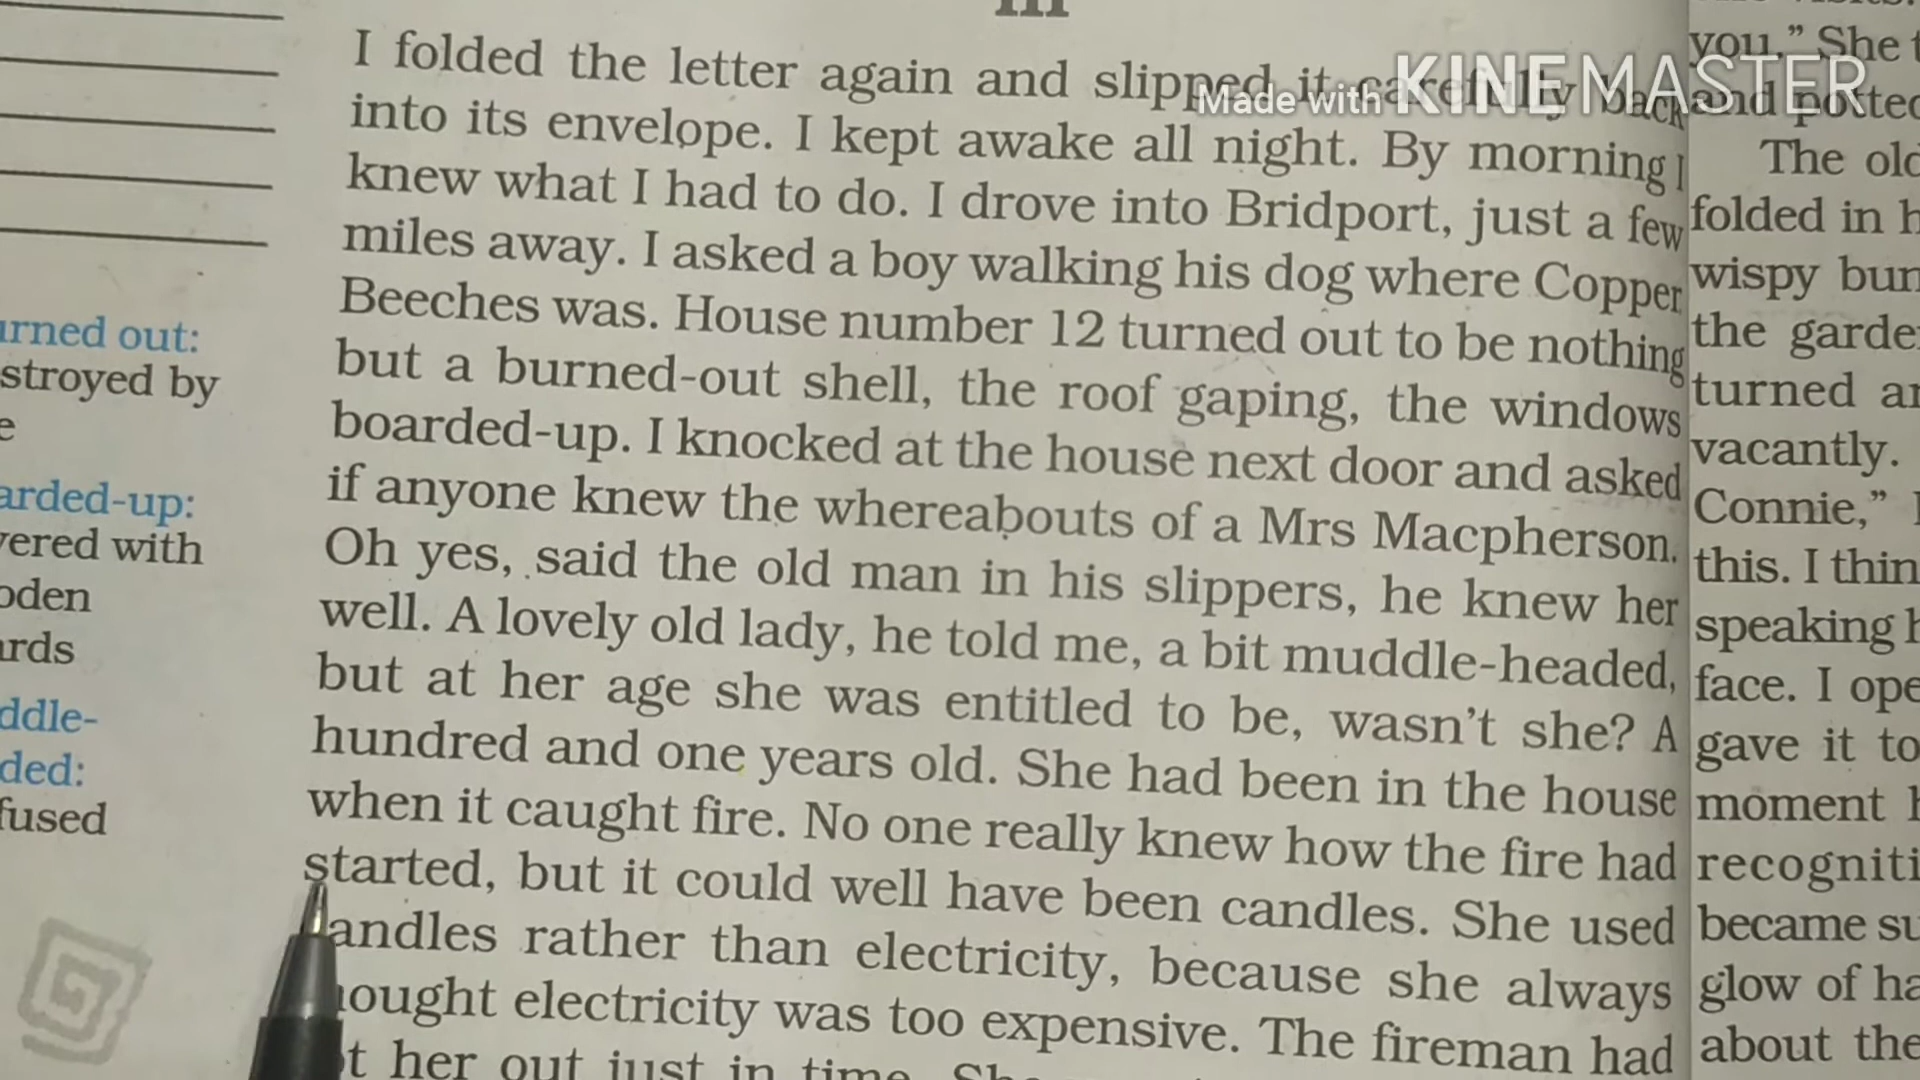 III
I folded the letter again and slipped it carefully back
into its envelope. I kept awake all night. By morning I
knew what I had to do. I drove into Bridport, just a few
miles away. I asked a boy walking his dog where Copper
Beeches was. House number 12 turned out to be nothing
but a burned-out shell, the roof gaping, the windows
boarded-up. I knocked at the house next door and asked
if anyone knew the whereabouts of a Mrs Macpherson.
Oh yes, said the old man in his slippers, he knew her
well. A lovely old lady, he told me, a bit muddle-headed,
but at her age she was entitled to be, wasn't she? A
hundred and one years old. She had been in the house
when it caught fire. No one really knew how the fire had
started, but it could well have been candles. She used
andles rather than electricity, because she always
ought electricity was too expensive. The fireman had
t her out just in time.
Made with KINEMASTER
urned out:
stroyed by
e
arded-up:
vered with
oden
ards
ddle-
ded:
fused
you." She t
and potted
The old
folded in h
wispy bun
the garde
turned ar
vacantly.
Connie,"
this. I thin
speaking h
face. I ope
gave it to
moment h
recogniti
became su
glow of ha
about the